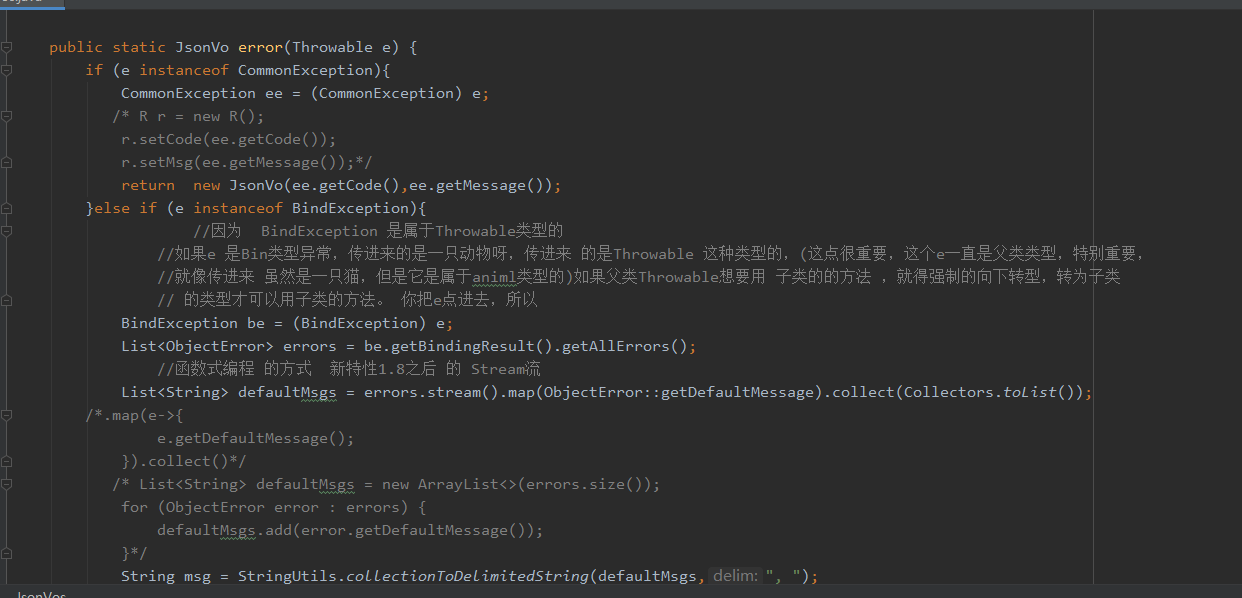 public static JsonVo error(Throwable e) {
if (e instanceof CommonException){
CommonException ee = (CommonException) e;
/* R r = new R();
r.setCode(ee.getCode());
r.setMsg(ee.getMessage());*/
return  new JsonVo(ee.getCode(),ee.getMessage());
}else if (e instanceof BindException){
//因为  BindException 是属于Throwable类型的
//如果e 是Bin类型异常，传进来的是一只动物呀，传进来 的是Throwable 这种类型的，(这点很重要，这个e一直是父类类型，特别重要，
//就像传进来 虽然是一只猫，但是它是属于animl类型的)如果父类Throwable想要用 子类的的方法 ，就得强制的向下转型，转为子类
// 的类型才可以用子类的方法。 你把e点进去，所以
BindException be = (BindException) e;
List<ObjectError> errors = be.getBindingResult().getAllErrors();
//函数式编程 的方式  新特性1.8之后 的 Stream流
List<String> defaultMsgs = errors.stream().map(ObjectError::getDefaultMessage).collect(Collectors.toList());
/*.map(e->{
e.getDefaultMessage();
}).collect()*/
/* List<String> defaultMsgs = new ArrayList<>(errors.size());
for (ObjectError error : errors) {
defaultMsgs.add(error.getDefaultMessage());
}*/
String msg = StringUtils.collectionToDelimitedString(defaultMsgs, delim: ", ");
JsonVos